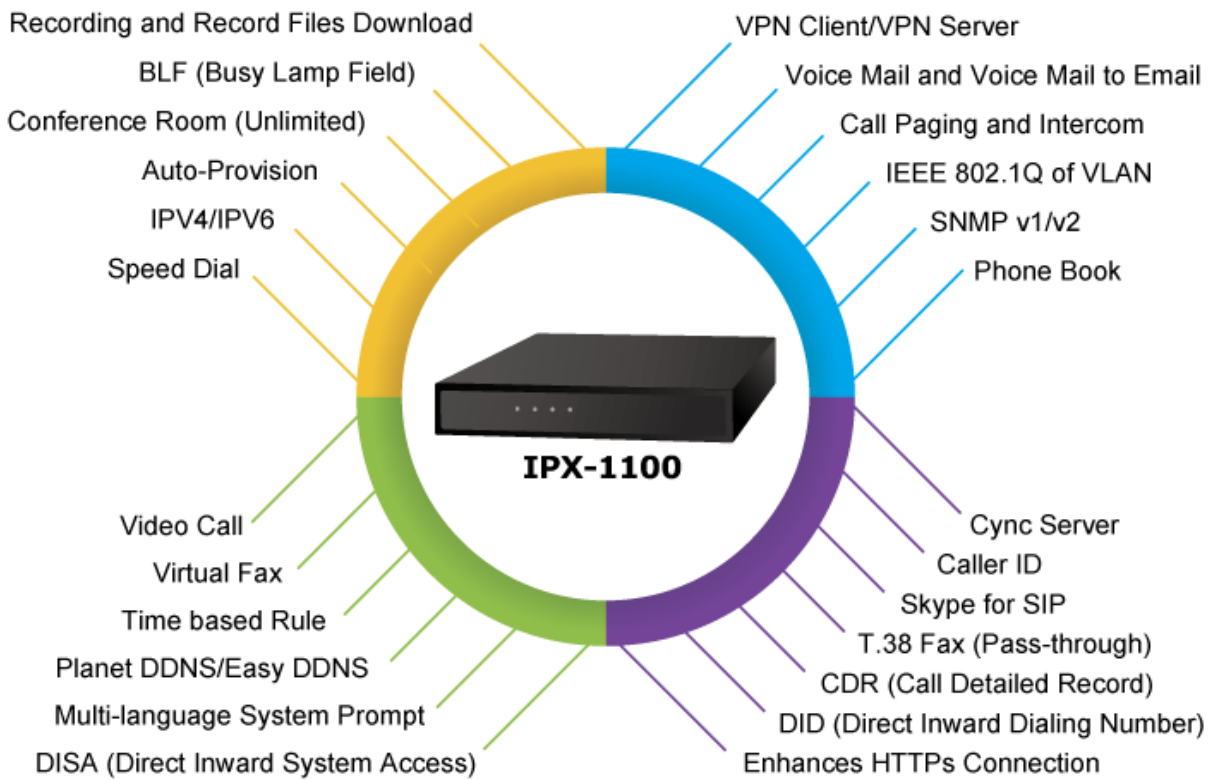 Recording and Record Files Download
BLF (Busy Lamp Field)
Conference Room (Unlimited)
Auto-Provision
IPV4/IPV6
Speed Dial
VPN Client/VPN Server
Voice Mail and Voice Mail to Email
Call Paging and Intercom
IEEE 802.1Q of VLAN
SNMP v1/v2
Phone Book
IPX-1100
Video Call
Virtual Fax
Time based Rule
Planet DDNS/Easy DDNS
Multi-language System Prompt
DISA (Direct Inward System Access)
Cync Server
Caller ID
Skype for SIP
T.38 Fax (Pass-through)
CDR (Call Detailed Record)
DID (Direct Inward Dialing Number)
Enhances HTTPs Connection